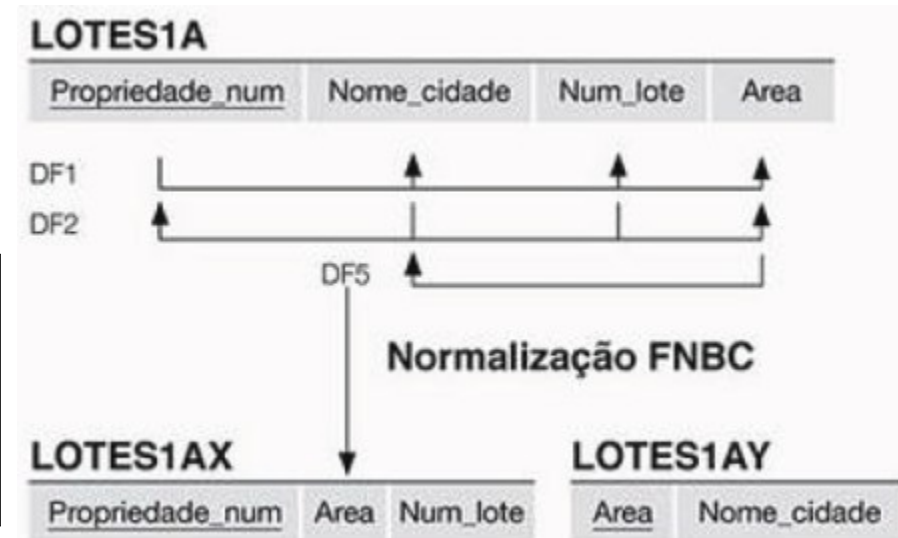 LOTES1A
Propriedade_num Nome_cidade Num_lote Area
DF1
DF2
DF5
Normalização FNBC
LOTES1AX LOTES1AY
Propriedade_num Area Num_lote Area Nome_cidade